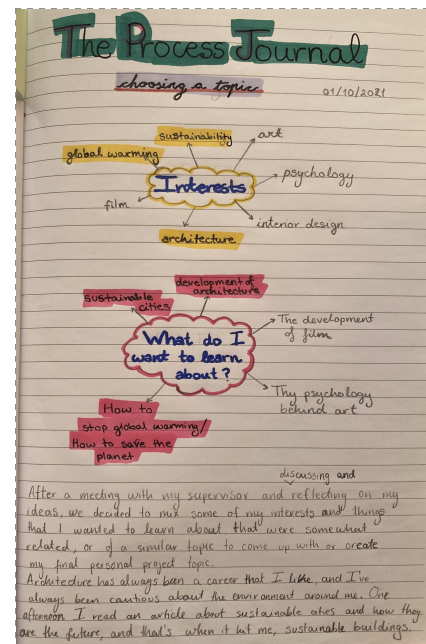 The Process Journal
choosing a topic
01/10/2021
sustainability
art
global warming
Interests
psychology
film
interior design
architecture
development of
architecture
sustainable
cities
The development
of film
What do I
want to learn
about?
Thy psychology
behind art
How to
stop global warming/
How to save the
planet
discussing and
After a meeting with my supervisor and reflecting on my
ideas, we decided to mix some of my interests and things
that I wanted to learn about that were somewhat
related, or of a simular topic to come up with or create
my final personal project topic.
Architecture has always been a career that I like, and I've
always been cautious about the environment around me. One
afternoon I read an article about sustainable cities and how they
are the future, and that's when it hit me, sustainable buildings.